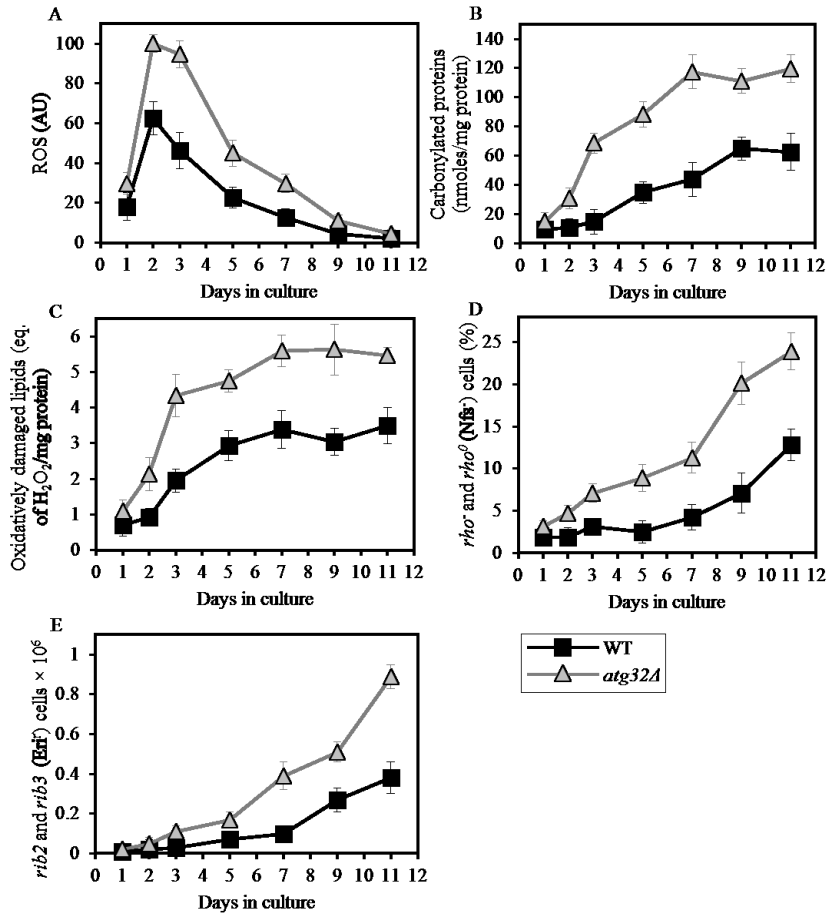 A
ROS (AU)
100
80
60
40
20
0
0 1 2 3 4 5 6 7 8 9 10 11 12
Days in culture
B
Carbonylated proteins
(nmoles/mg protein)
140
120
100
80
60
40
20
0
0 1 2 3 4 5 6 7 8 9 10 11 12
Days in culture
C
Oxidatively damaged lipids (eq.
of H₂O₂/mg protein)
6
5
4
3
2
1
0
0 1 2 3 4 5 6 7 8 9 10 11 12
Days in culture
D
rho⁻ and rho⁰ (Nfs⁻) cells (%)
25
20
15
10
5
0
0 1 2 3 4 5 6 7 8 9 10 11 12
Days in culture
E
rib2 and rib3 (Eriʳ) cells × 10⁶
1
0.8
0.6
0.4
0.2
0
0 1 2 3 4 5 6 7 8 9 10 11 12
Days in culture
WT
atg32Δ